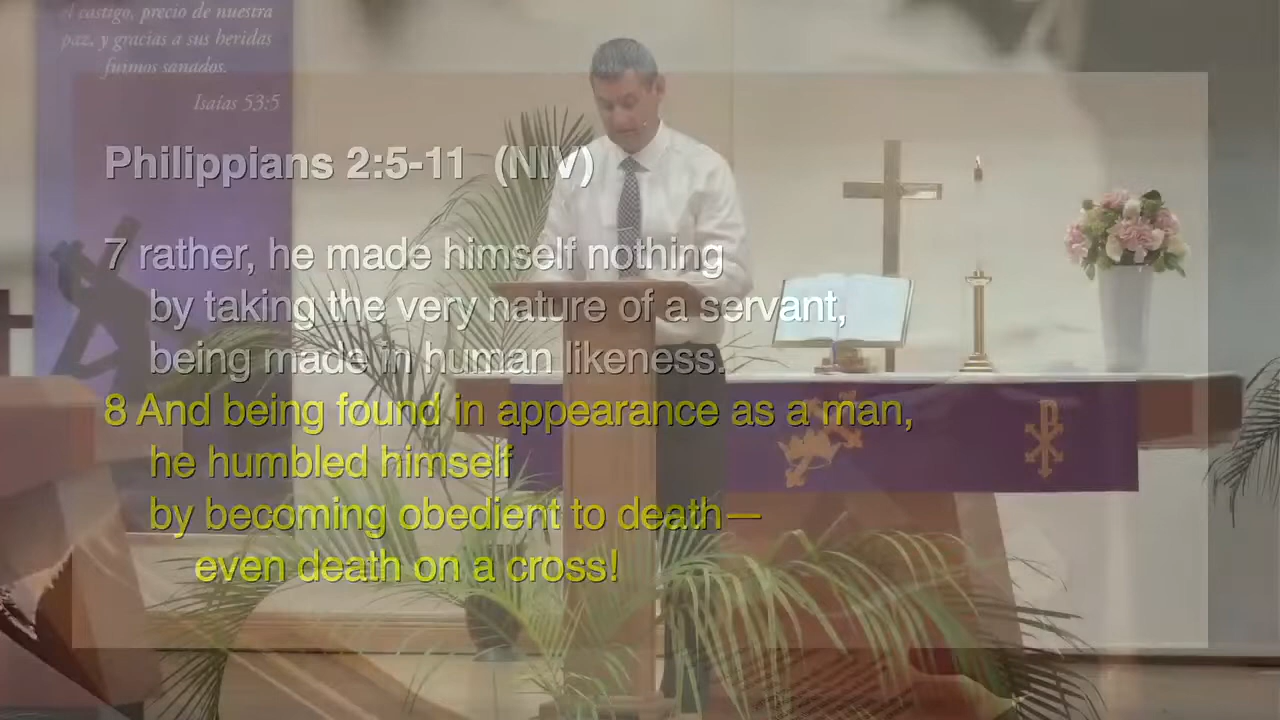 el castigo, precio de nuestra
paz, y gracias a sus heridas
fuimos sanados.
Isaías 53:5
Philippians 2:5-11 (NIV)
7 rather, he made himself nothing
by taking the very nature of a servant,
being made in human likeness.
8 And being found in appearance as a man,
he humbled himself
by becoming obedient to death—
even death on a cross!